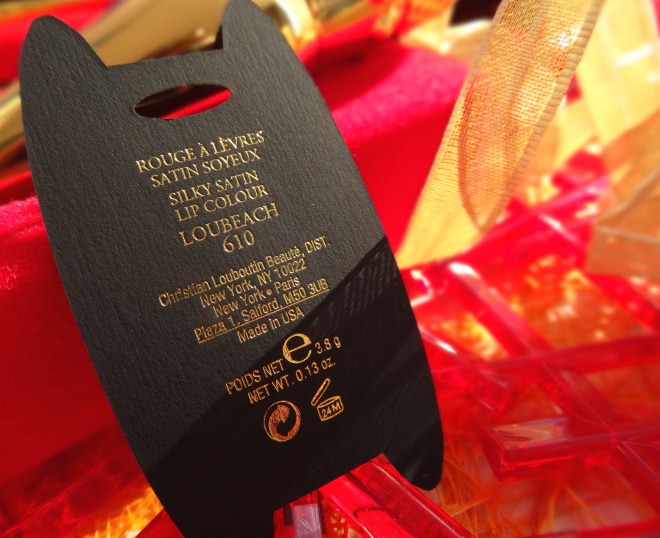 ROUGE À LÈVRES
SATIN SOYEUX
SILKY SATIN
LIP COLOUR
LOUBEACH
610
Christian Louboutin Beauté, DIST.
New York, NY 10022
New York • Paris
Plaza 1, Salford, M50 3UB
Made in USA
POIDS NET e 3.8 g
NET WT. 0.13 oz.
24M